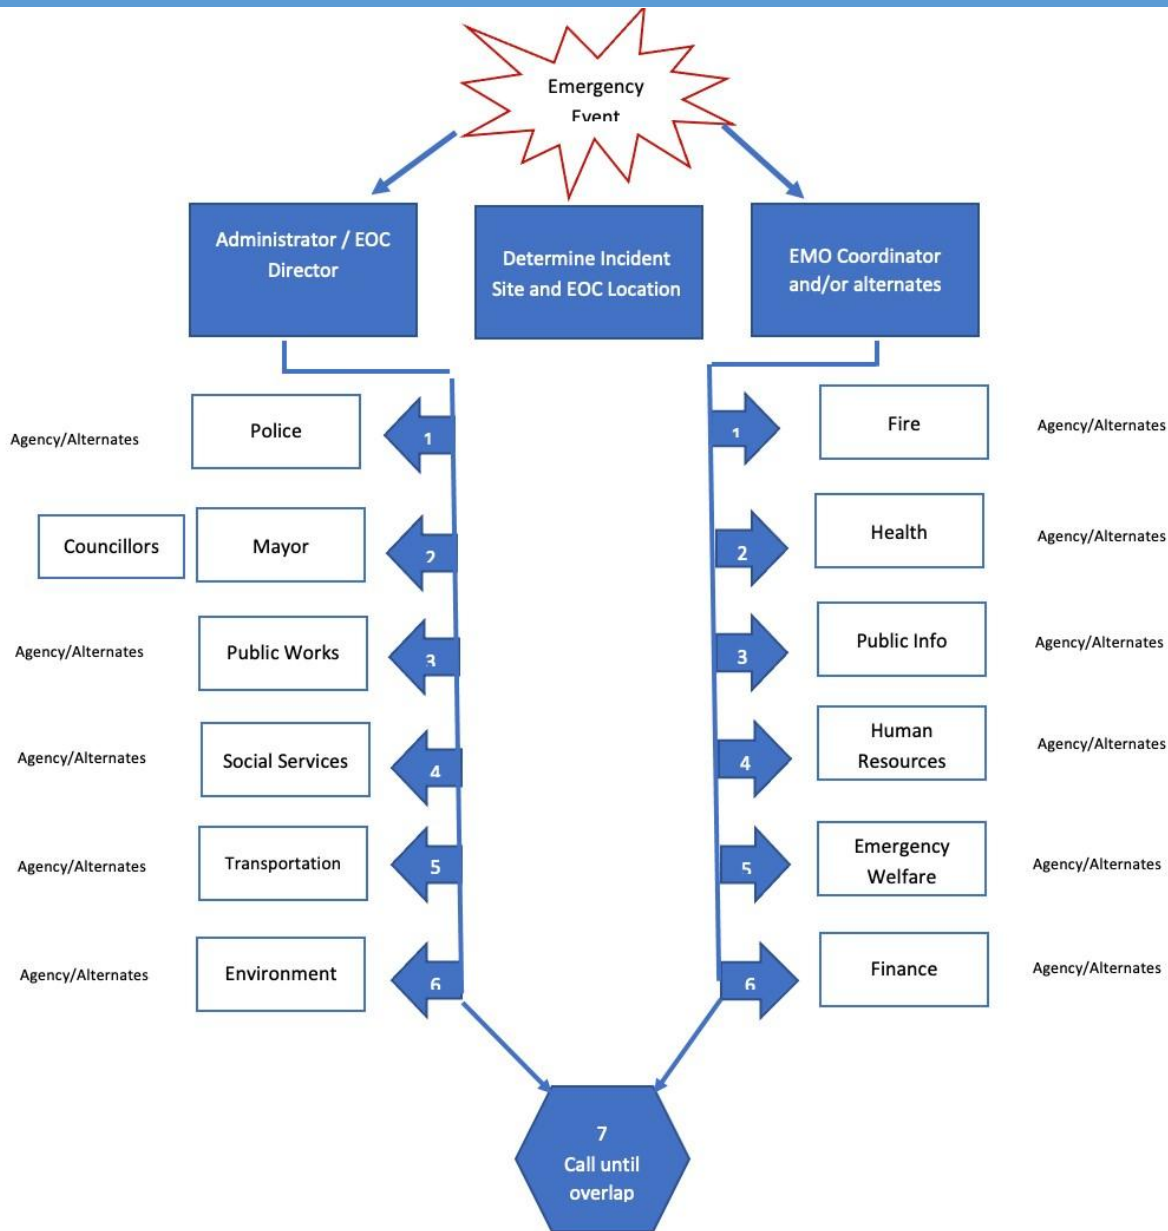 Emergency
Event
Administrator / EOC
Director
Determine Incident
Site and EOC Location
EMO Coordinator
and/or alternates
Agency/Alternates
Police
1
1
Fire
Agency/Alternates
Councillors
Mayor
2
2
Health
Agency/Alternates
Agency/Alternates
Public Works
3
3
Public Info
Agency/Alternates
Agency/Alternates
Social Services
4
4
Human
Resources
Agency/Alternates
Agency/Alternates
Transportation
5
5
Emergency
Welfare
Agency/Alternates
Agency/Alternates
Environment
6
6
Finance
Agency/Alternates
7
Call until
overlap